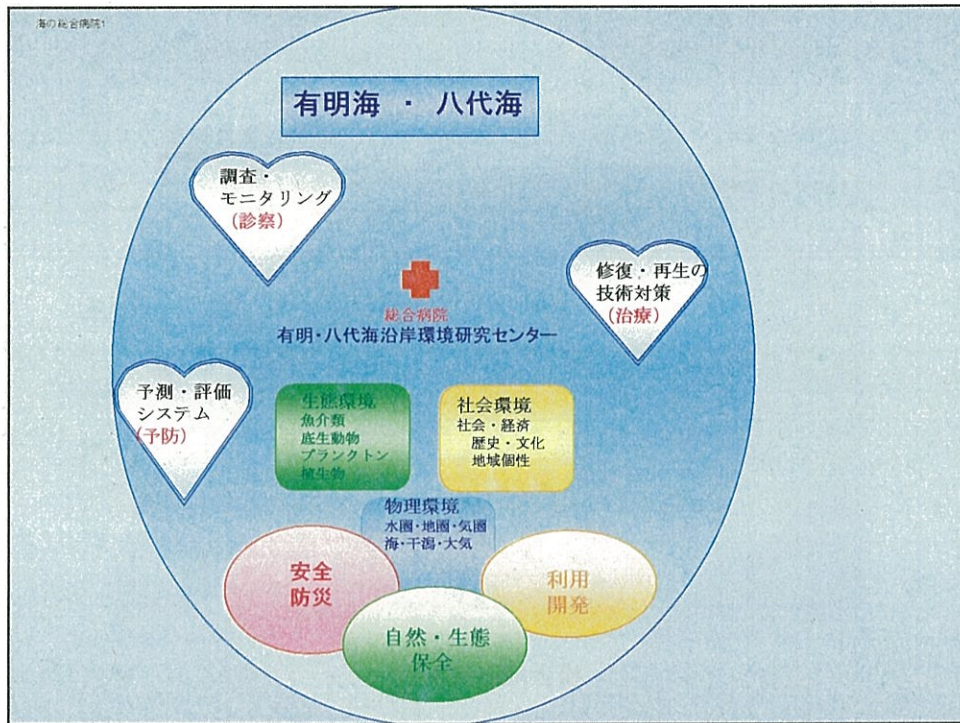 海の総合病院1
有明海 ・ 八代海
調査・
モニタリング
(診察)
修復・再生の
技術対策
(治療)
総合病院
有明・八代海沿岸環境研究センター
予測・評価
システム
(予防)
生態環境
魚介類
底生動物
プランクトン
植生物
社会環境
社会・経済
歴史・文化
地域個性
物理環境
水圏・地圏・気圏
海・干潟・大気
安全
防災
利用
開発
自然・生態
保全